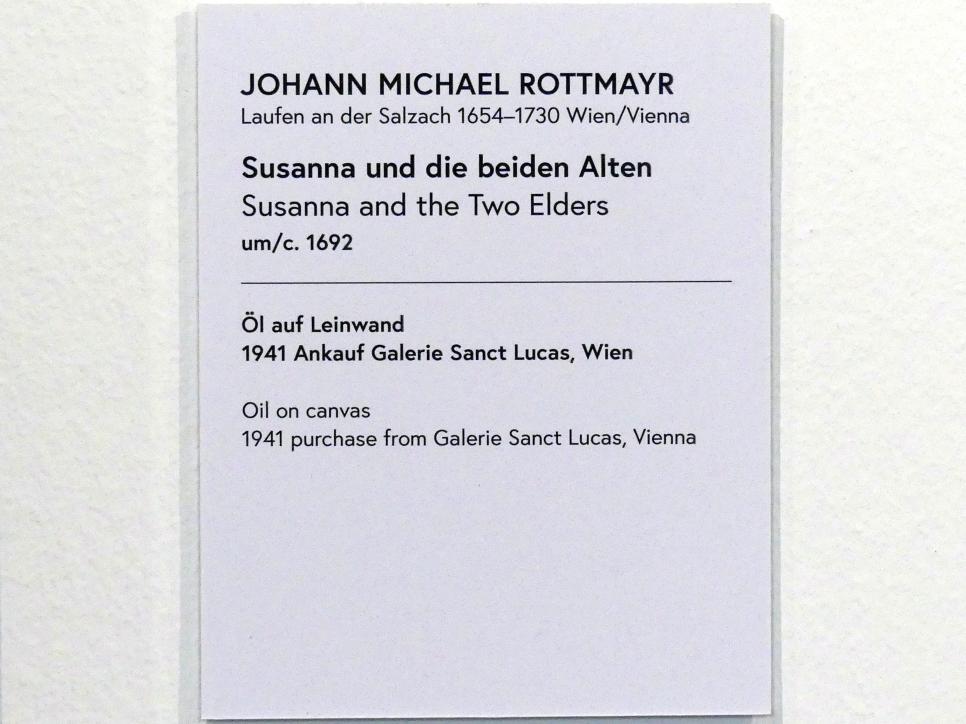 JOHANN MICHAEL ROTTMAYR
Laufen an der Salzach 1654–1730 Wien/Vienna
Susanna und die beiden Alten
Susanna and the Two Elders
um/c. 1692
Öl auf Leinwand
1941 Ankauf Galerie Sanct Lucas, Wien
Oil on canvas
1941 purchase from Galerie Sanct Lucas, Vienna